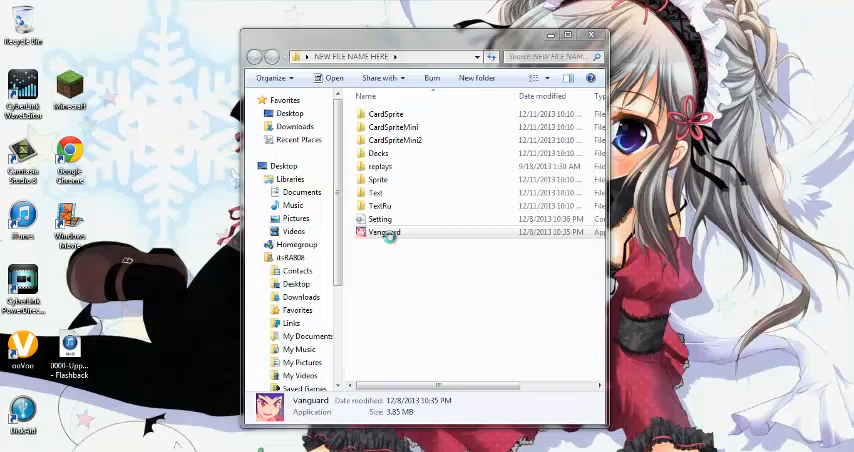 Recycle Bin
CyberLink
WaveEditor
Minecraft
Camtasia
Studio 8
Google
Chrome
iTunes
Windows
Movie
CyberLink
PowerDirec...
ooVoo
0000-Upp...
- Flashback
DiskAid
NEW FILE NAME HERE
Search NEW FILE NAM...
Organize
Open
Share with
Burn
New folder
Favorites
Desktop
Downloads
Recent Places
Desktop
Libraries
Documents
Music
Pictures
Videos
Homegroup
itsRA808
Contacts
Desktop
Downloads
Favorites
Links
My Documents
My Music
My Pictures
My Videos
Saved Games
Name Date modified Typ
CardSprite 12/11/2013 10:10 ... File
CardSpriteMini 12/11/2013 10:10 ... File
CardSpriteMini2 12/11/2013 10:10 ... File
Decks 12/11/2013 10:10 ... File
replays 9/18/2013 1:30 AM File
Sprite 12/11/2013 10:10 ... File
Text 12/11/2013 10:10 ... File
TextRu 12/11/2013 10:10 ... File
Setting 12/8/2013 10:36 PM Co
Vanguard 12/8/2013 10:35 PM App
Vanguard Date modified: 12/8/2013 10:35 PM
Application Size: 3.85 MB